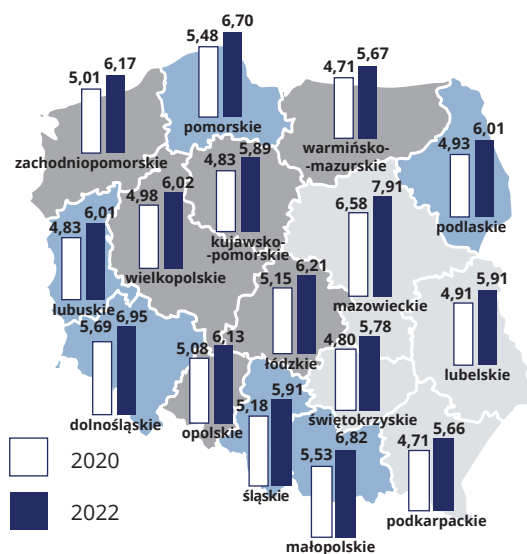 5,48 6,70
pomorskie
5,01 6,17
zachodniopomorskie
4,71 5,67
warmińsko-
-mazurskie
4,93 6,01
podlaskie
4,83 5,89
kujawsko-
-pomorskie
4,98 6,02
wielkopolskie
6,58 7,91
mazowieckie
4,83 6,01
łubuskie
5,15 6,21
łódzkie
4,91 5,91
lubelskie
5,69 6,95
dolnośląskie
5,08 6,13
opolskie
4,80 5,78
świętokrzyskie
5,18 5,91
śląskie
5,53 6,82
małopolskie
4,71 5,66
podkarpackie
2020
2022